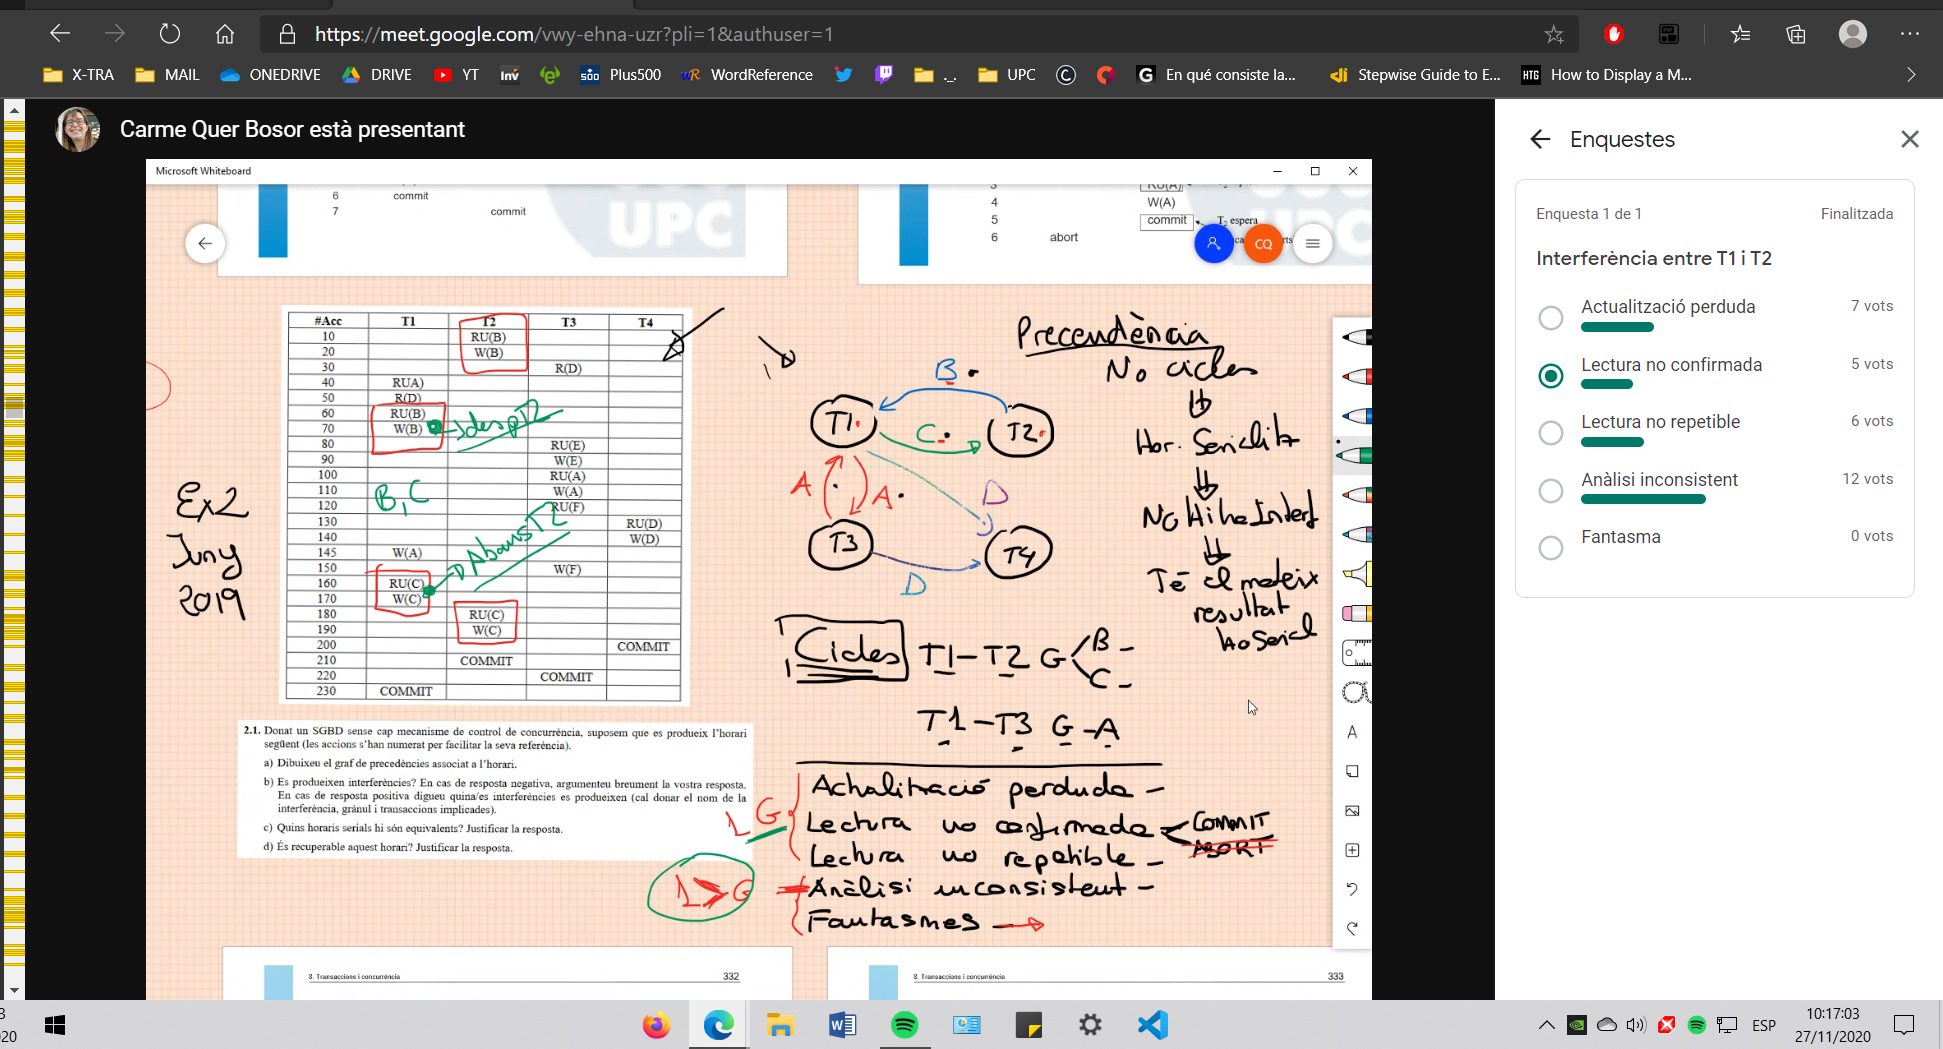 https://meet.google.com/vwy-ehna-uzr?pli=1&authuser=1
X-TRA MAIL ONEDRIVE DRIVE YT inv Plus500 WordReference ._. UPC En qué consiste la... Stepwise Guide to E... HTG How to Display a M...
Carme Quer Bosor està presentant
Microsoft Whiteboard
6 commit
7 commit
UPC
3 RU(A)
4 W(A)
5 commit T2 espera
6 abort
CQ
#Acc T1 T2 T3 T4
10 RU(B)
20 W(B)
30 R(D)
40 RUA)
50 R(D)
60 RU(B)
70 W(B)
80 RU(E)
90 W(E)
100 RU(A)
110 W(A)
120 RU(F)
130 RU(D)
140 W(D)
145 W(A)
150 W(F)
160 RU(C)
170 W(C)
180 RU(C)
190 W(C)
200 COMMIT
210 COMMIT
220 COMMIT
230 COMMIT
→ desp T2
B, C
Abans T2
Ex2
Juny
2019
2.1. Donat un SGBD sense cap mecanisme de control de concurrència, suposem que es produeix l'horari
següent (les accions s'han numerat per facilitar la seva referència).
a) Dibuixeu el graf de precedències associat a l'horari.
b) Es produeixen interferències? En cas de resposta negativa, argumenteu breument la vostra resposta.
En cas de resposta positiva digueu quina/es interferències es produeixen (cal donar el nom de la
interferència, grànul i transaccions implicades).
c) Quins horaris serials hi són equivalents? Justificar la resposta.
d) És recuperable aquest horari? Justificar la resposta.
B
T1 C T2
A A D
T3 T4
D
Precendència
No cicles
Hor. Serialitz
No Hi ha Interf
Té el mateix
resultat
ho Serial
Cicles T1-T2 G B -
C -
T1-T3 G-A
1 G
Actualització perduda -
Lectura no confirmada COMMIT
ABORT
Lectura no repetible -
1>G
Anàlisi inconsistent -
Fantasmes →
8. Transaccions i concurrència 332
8. Transaccions i concurrència 333
Enquestes
Enquesta 1 de 1 Finalitzada
Interferència entre T1 i T2
Actualització perduda 7 vots
Lectura no confirmada 5 vots
Lectura no repetible 6 vots
Anàlisi inconsistent 12 vots
Fantasma 0 vots
ESP
10:17:03
27/11/2020